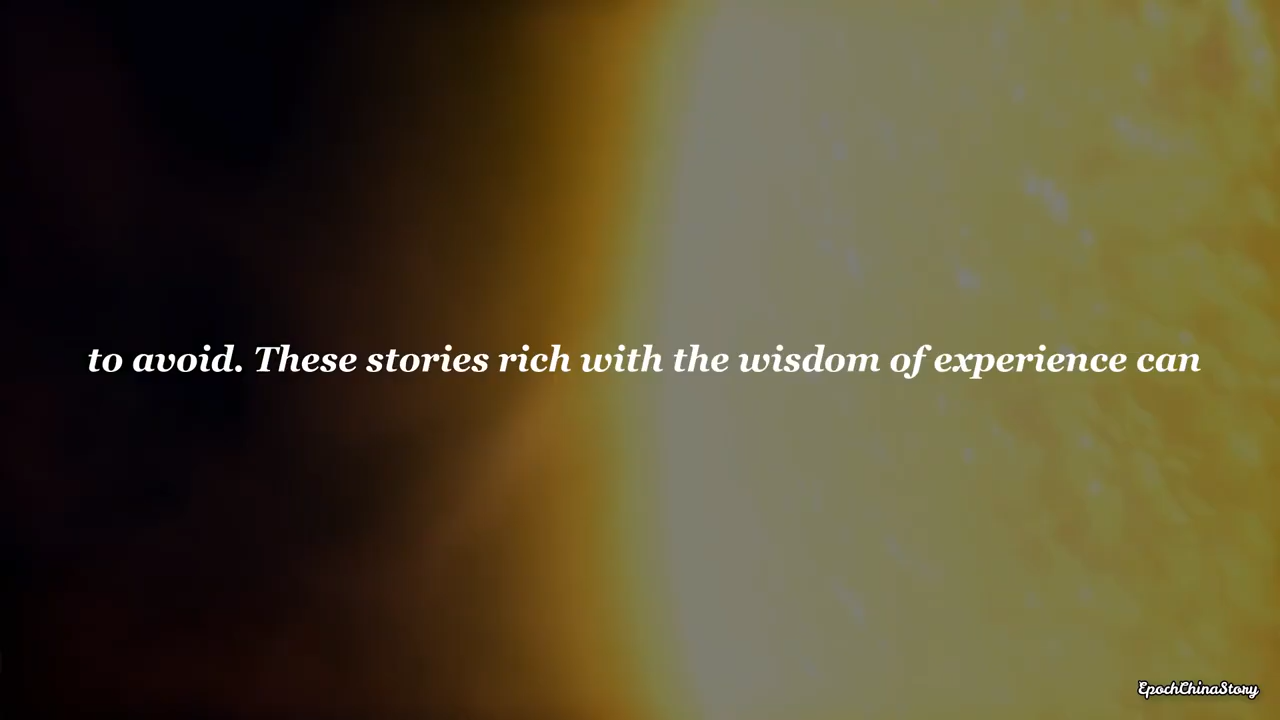 to avoid. These stories rich with the wisdom of experience can
EpochChinaStory